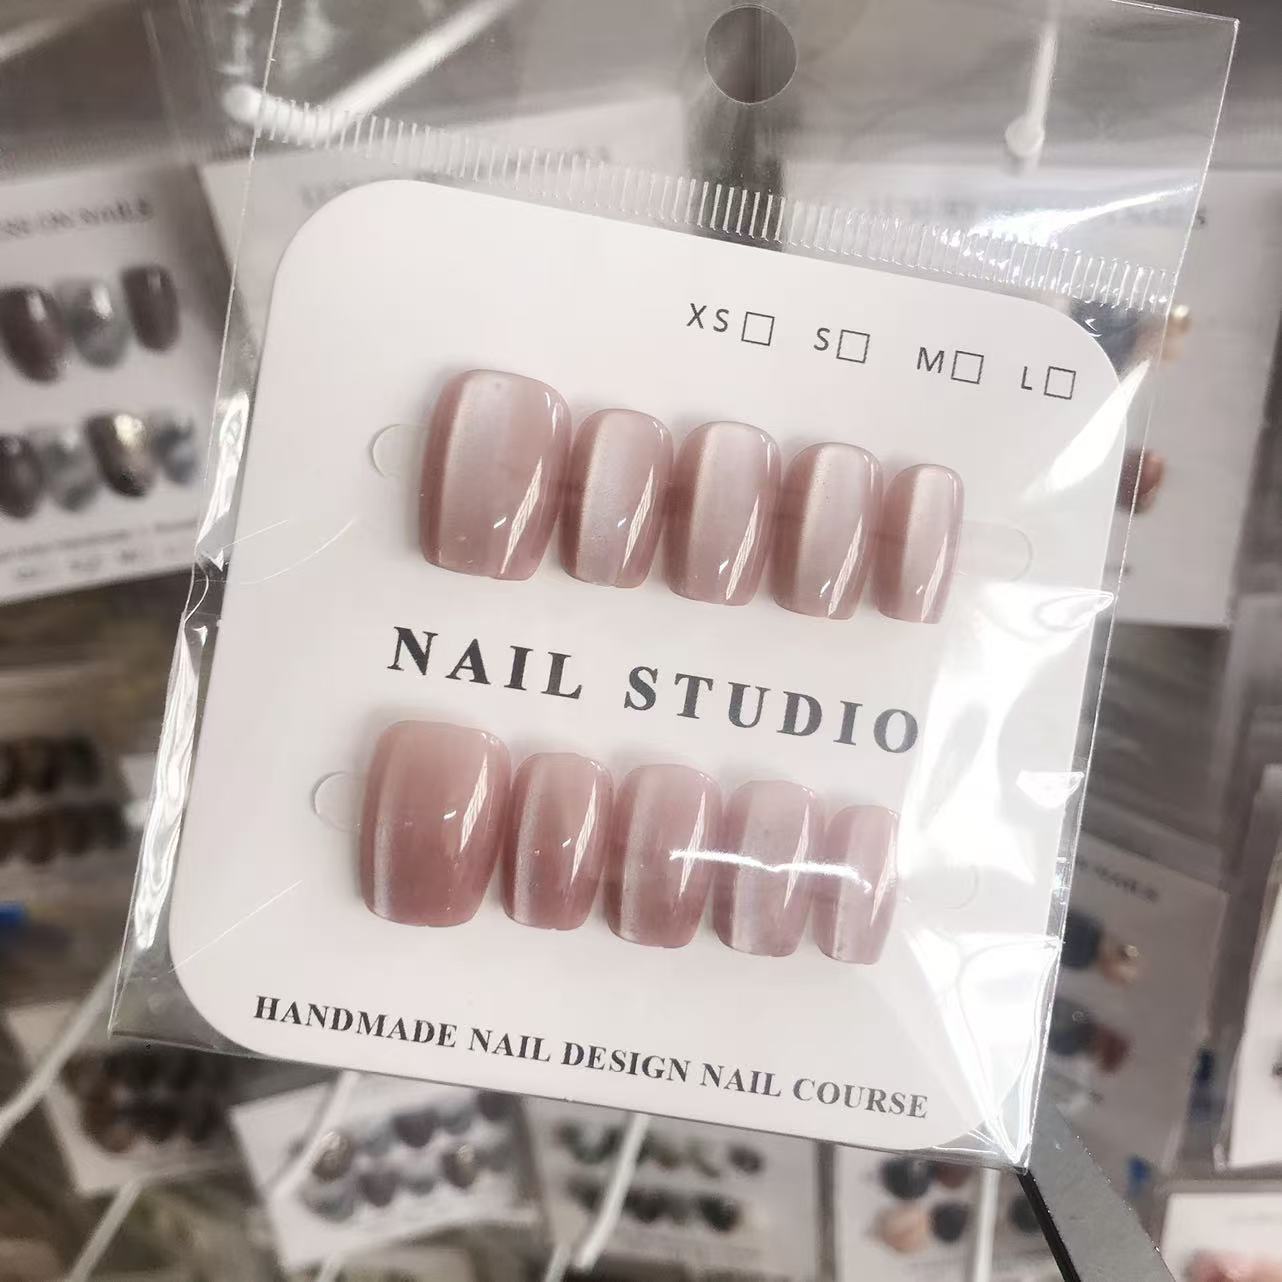 XS□ S□ M□ L□
NAIL STUDIO
HANDMADE NAIL DESIGN NAIL COURSE